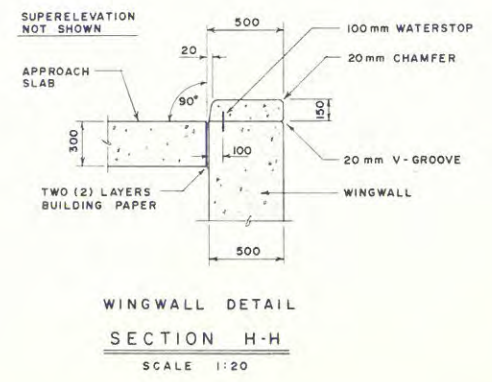 SUPERELEVATION
NOT SHOWN
500
100 mm WATERSTOP
20
20 mm CHAMFER
APPROACH
SLAB
90°
150
300
100
20 mm V-GROOVE
TWO (2) LAYERS
BUILDING PAPER
WINGWALL
500
WINGWALL DETAIL
SECTION H-H
SCALE 1:20